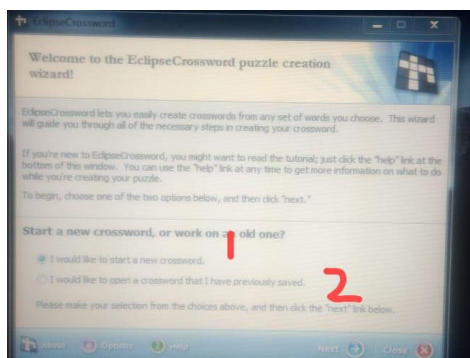 EclipseCrossword
Welcome to the EclipseCrossword puzzle creation
wizard!
EclipseCrossword lets you easily create crosswords from any set of words you choose. This wizard
will guide you through all of the necessary steps in creating your crossword.
If you're new to EclipseCrossword, you might want to read the tutorial; just click the "help" link at the
bottom of this window. You can use the "help" link at any time to get more information on what to do
while you're creating your puzzle.
To begin, choose one of the two options below, and then click "next."
Start a new crossword, or work on an old one?
1
I would like to start a new crossword.
I would like to open a crossword that I have previously saved.
2
Please make your selection from the choices above, and then click the "next" link below.
About Options Help Next Close